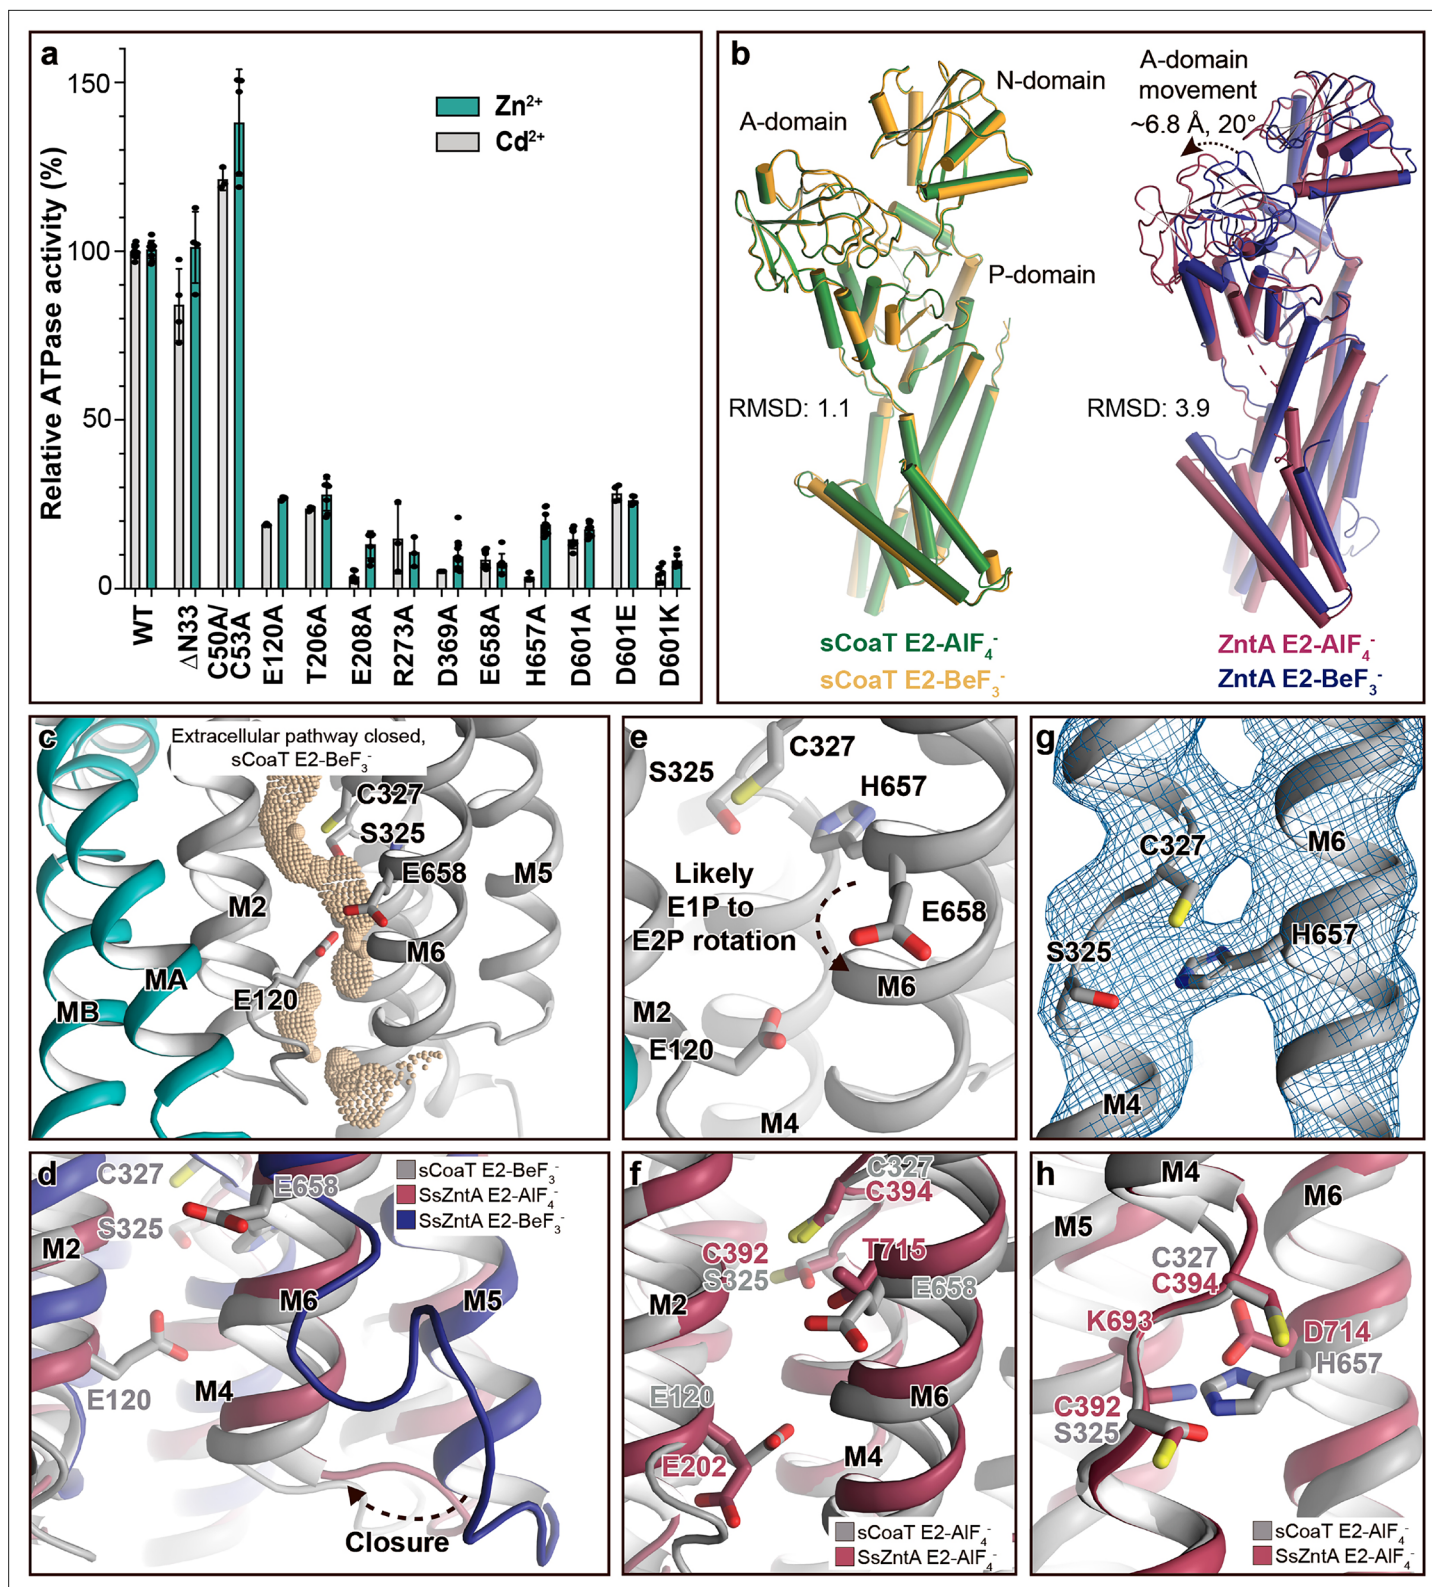 a
Relative ATPase activity (%)
150
100
50
0
Zn²⁺
Cd²⁺
WT
ΔN33
C50A/
C53A
E120A
T206A
E208A
R273A
D369A
E658A
H657A
D601A
D601E
D601K
b
A-domain
N-domain
P-domain
RMSD: 1.1
sCoaT E2-AlF₄⁻
sCoaT E2-BeF₃⁻
A-domain
movement
~6.8 Å, 20°
RMSD: 3.9
ZntA E2-AlF₄⁻
ZntA E2-BeF₃⁻
c
Extracellular pathway closed,
sCoaT E2-BeF₃⁻
C327
S325
E658
M5
M2
M6
MA
E120
MB
e
C327
S325
H657
Likely
E1P to
E2P rotation
E658
M6
M2
E120
M4
g
M6
C327
H657
S325
M4
d
sCoaT E2-BeF₃⁻
SsZntA E2-AlF₄⁻
SsZntA E2-BeF₃⁻
C327
E658
S325
M2
M6
M5
E120
M4
Closure
f
C327
C394
C392
S325
T715
E658
M2
E120
M6
E202
M4
sCoaT E2-AlF₄⁻
SsZntA E2-AlF₄⁻
h
M4
M6
M5
C327
C394
K693
D714
H657
C392
S325
sCoaT E2-AlF₄⁻
SsZntA E2-AlF₄⁻